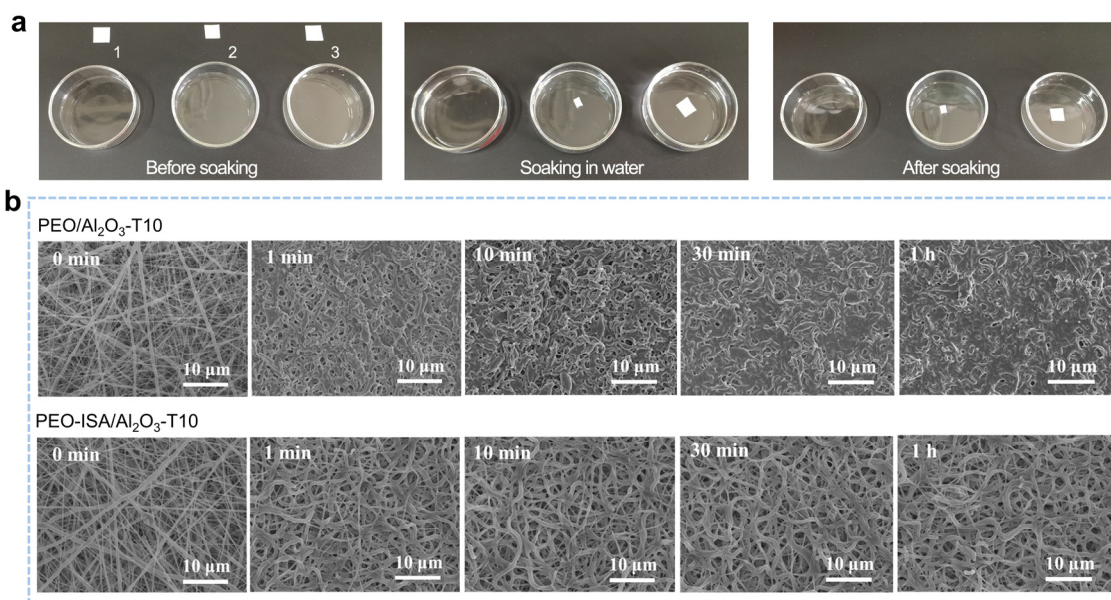 a
1 2 3
Before soaking
Soaking in water
After soaking
b
PEO/Al₂O₃-T10
0 min 1 min 10 min 30 min 1 h
10 µm 10 µm 10 µm 10 µm 10 µm
PEO-ISA/Al₂O₃-T10
0 min 1 min 10 min 30 min 1 h
10 µm 10 µm 10 µm 10 µm 10 µm